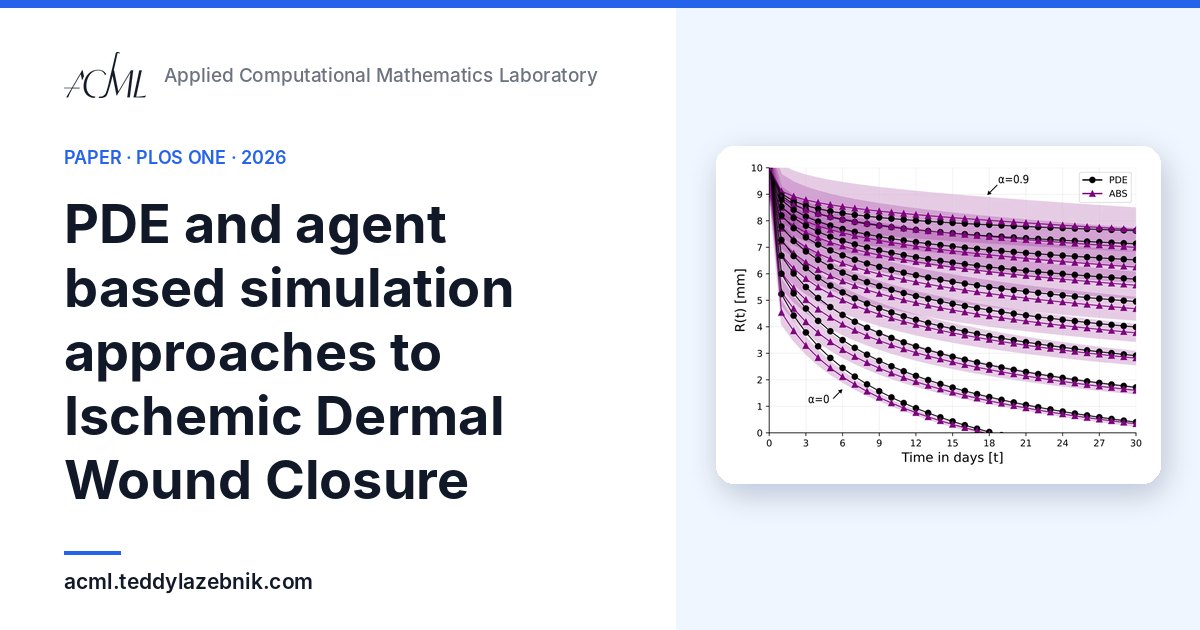 ACML
Applied Computational Mathematics Laboratory
PAPER · PLOS ONE · 2026
PDE and agent
based simulation
approaches to
Ischemic Dermal
Wound Closure
acml.teddylazebnik.com
10
9
8
7
6
5
4
3
2
1
0
R(t) [mm]
α=0.9
PDE
ABS
α=0
0 3 6 9 12 15 18 21 24 27 30
Time in days [t]